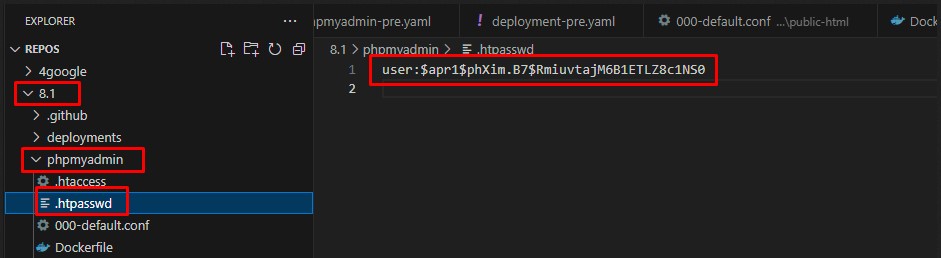 EXPLORER
REPOS
4google
8.1
.github
deployments
phpmyadmin
.htaccess
.htpasswd
000-default.conf
Dockerfile
pmyadmin-pre.yaml
! deployment-pre.yaml
000-default.conf ...\public-html
Do
8.1 > phpmyadmin > .htpasswd
1 user:$apr1$phXim.B7$RmiuvtajM6B1ETLZ8c1NS0
2